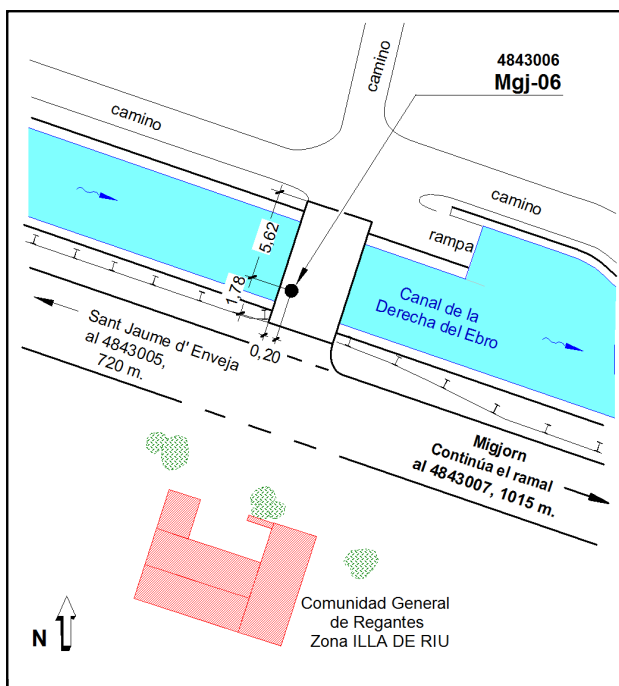 4843006
Mgj-06
camino
camino
camino
rampa
5,62
1,78
0,20
Canal de la
Derecha del Ebro
Sant Jaume d' Enveja
al 4843005,
720 m.
Migjorn
Continúa el ramal
al 4843007, 1015 m.
Comunidad General
de Regantes
Zona ILLA DE RIU
N